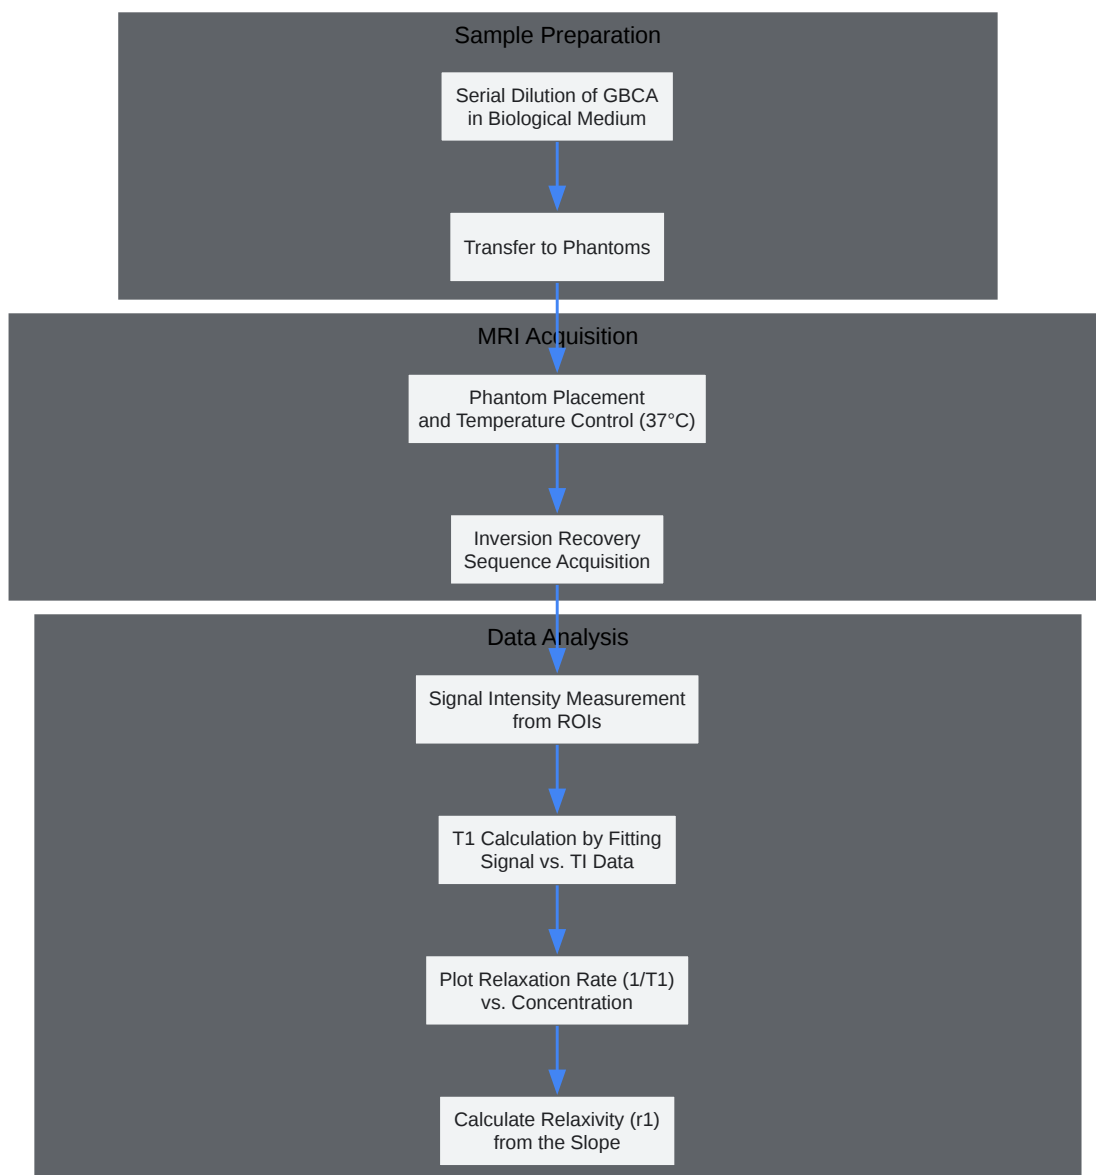 Sample Preparation
Serial Dilution of GBCA
in Biological Medium
Transfer to Phantoms
MRI Acquisition
Phantom Placement
and Temperature Control (37°C)
Inversion Recovery
Sequence Acquisition
Data Analysis
Signal Intensity Measurement
from ROIs
T1 Calculation by Fitting
Signal vs. TI Data
Plot Relaxation Rate (1/T1)
vs. Concentration
Calculate Relaxivity (r1)
from the Slope